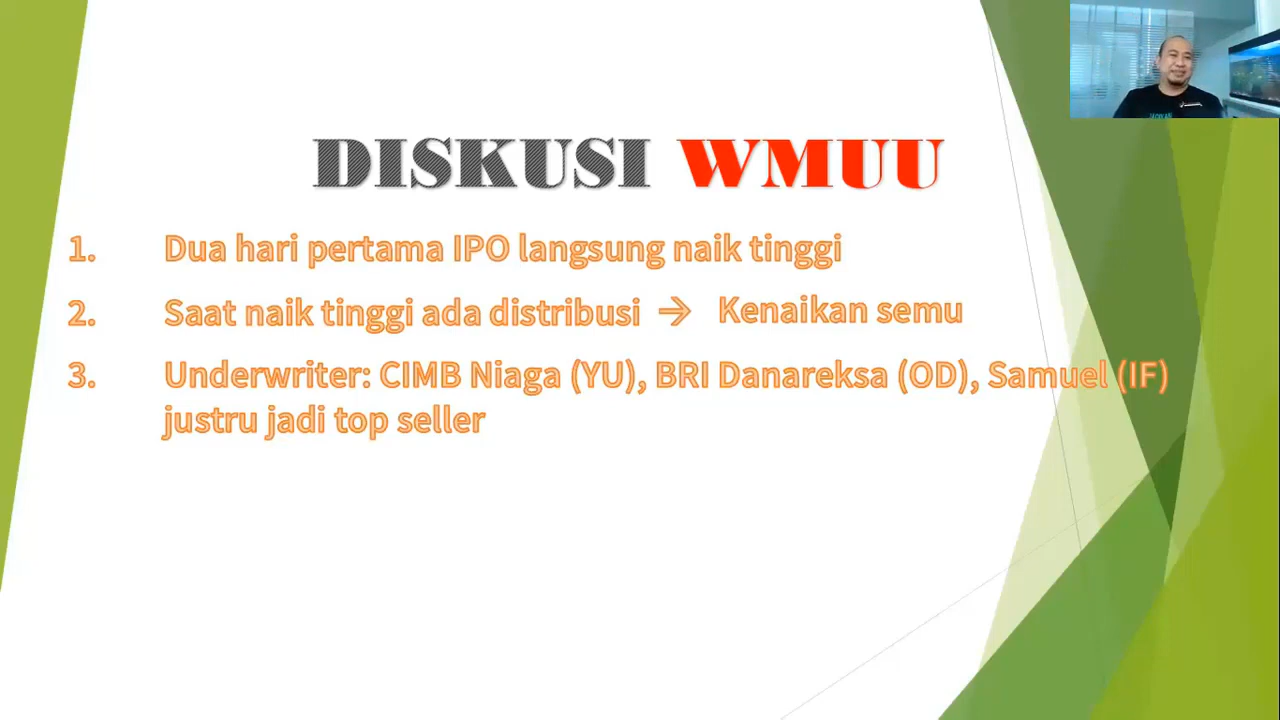 DISKUSI WMUU
1. Dua hari pertama IPO langsung naik tinggi
2. Saat naik tinggi ada distribusi → Kenaikan semu
3. Underwriter: CIMB Niaga (YU), BRI Danareksa (OD), Samuel (IF)
justru jadi top seller